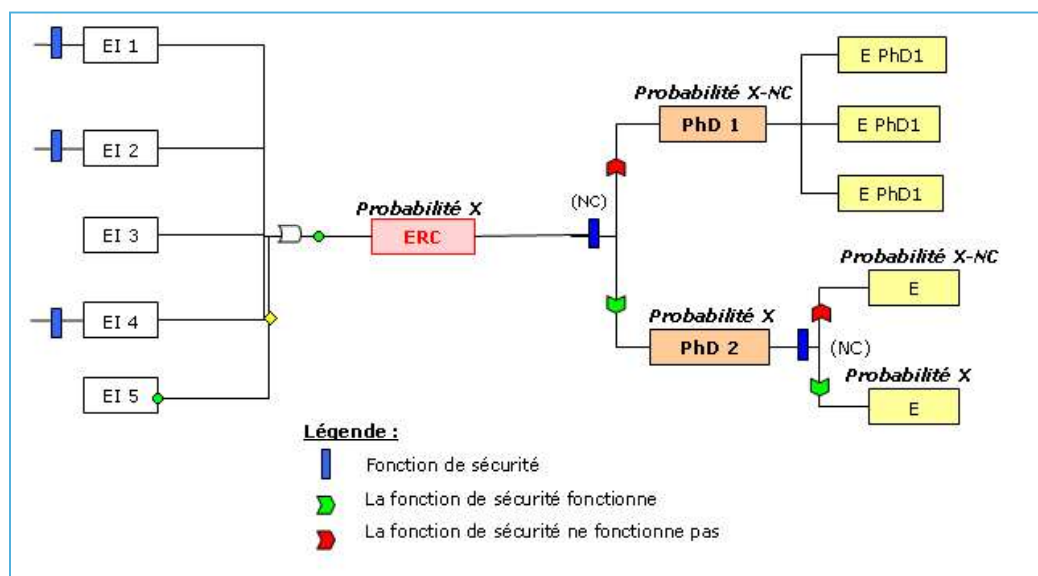 EI 1
EI 2
EI 3
EI 4
EI 5
Probabilité X
ERC
(NC)
Probabilité X-NC
PhD 1
E PhD1
E PhD1
E PhD1
Probabilité X
PhD 2
(NC)
Probabilité X-NC
E
Probabilité X
E
Légende :
Fonction de sécurité
La fonction de sécurité fonctionne
La fonction de sécurité ne fonctionne pas